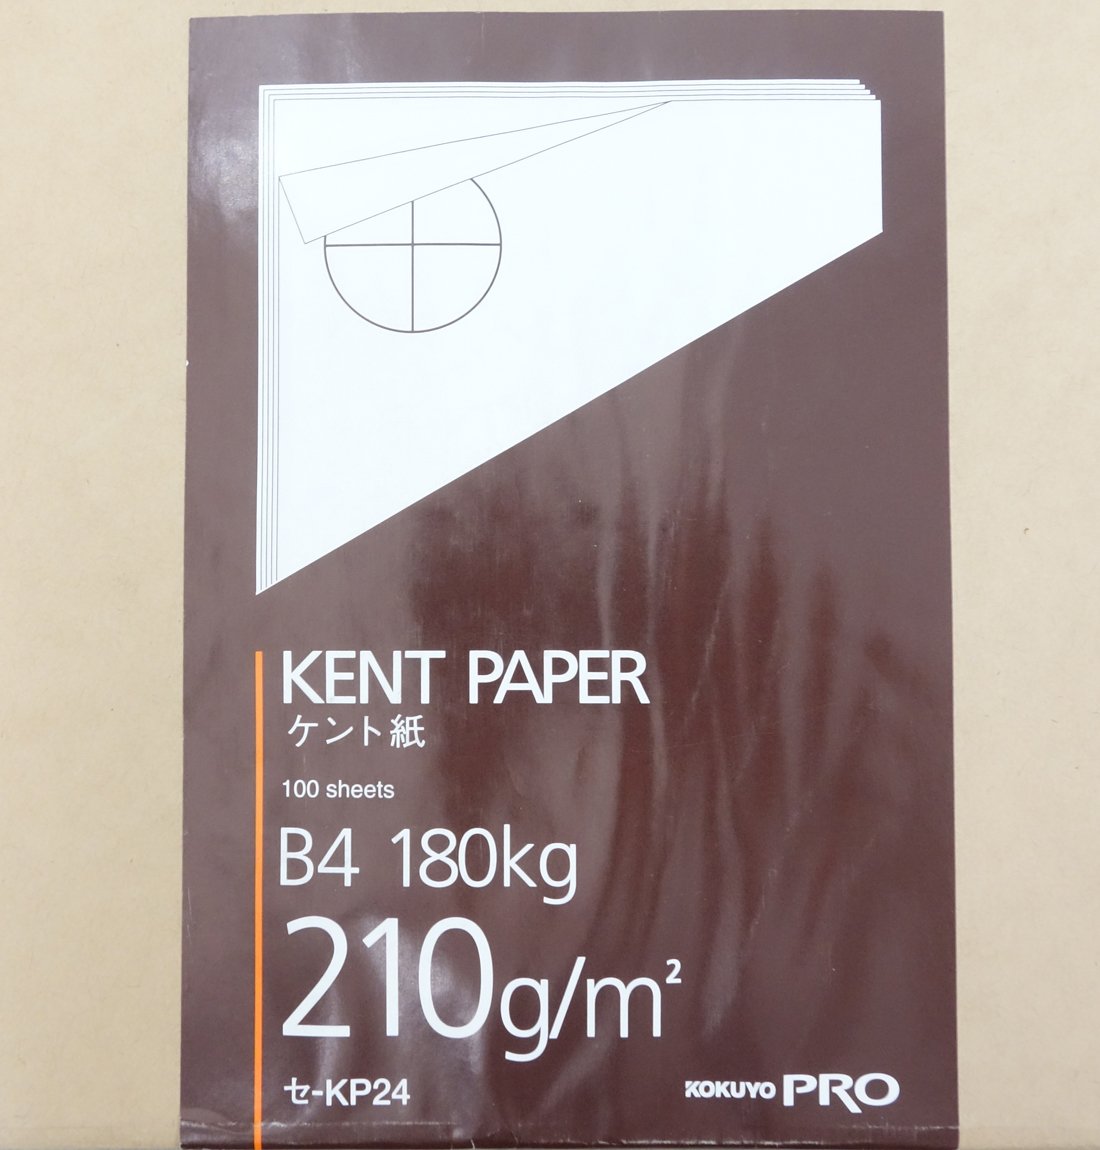 KENT PAPER
ケント紙
100 sheets
B4 180kg
210g/m²
セ-KP24
KOKUYO PRO